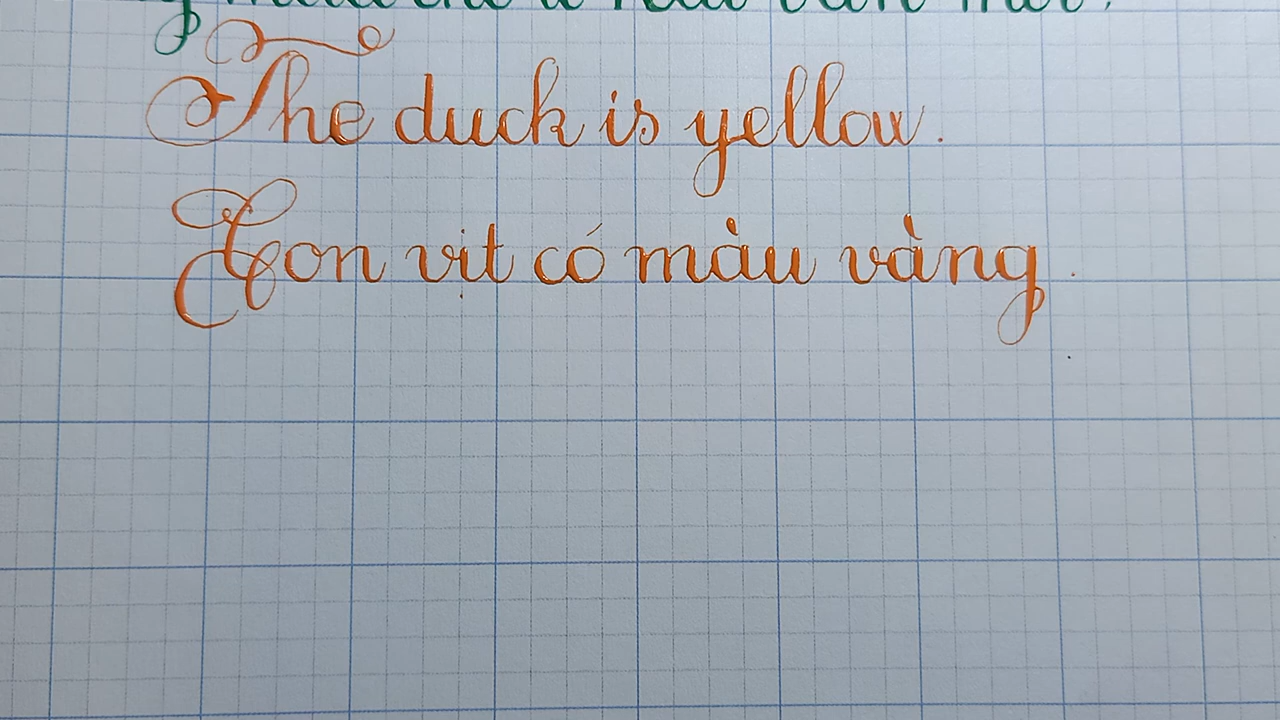 The duck is yellow.
Con vịt có màu vàng.